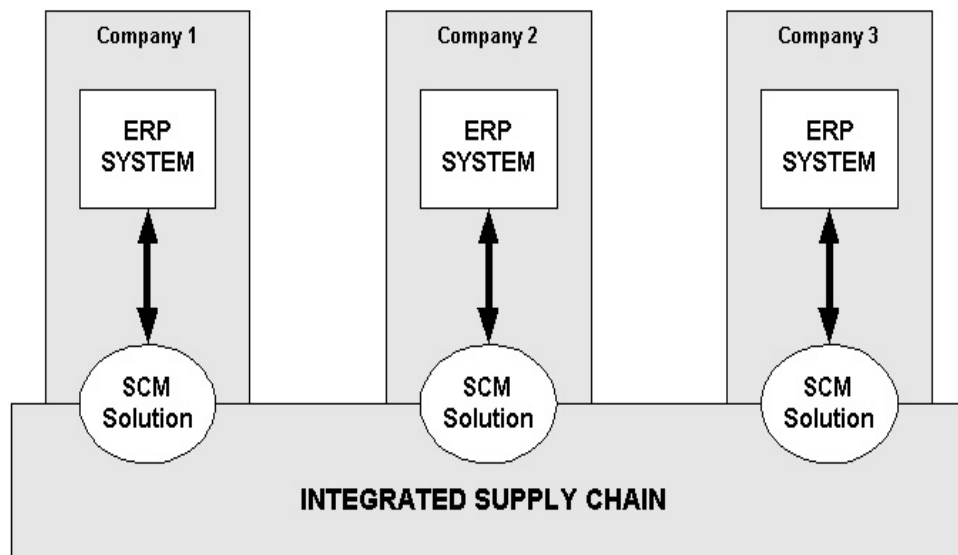 Company 1
Company 2
Company 3
ERP
SYSTEM
ERP
SYSTEM
ERP
SYSTEM
SCM
Solution
SCM
Solution
SCM
Solution
INTEGRATED SUPPLY CHAIN